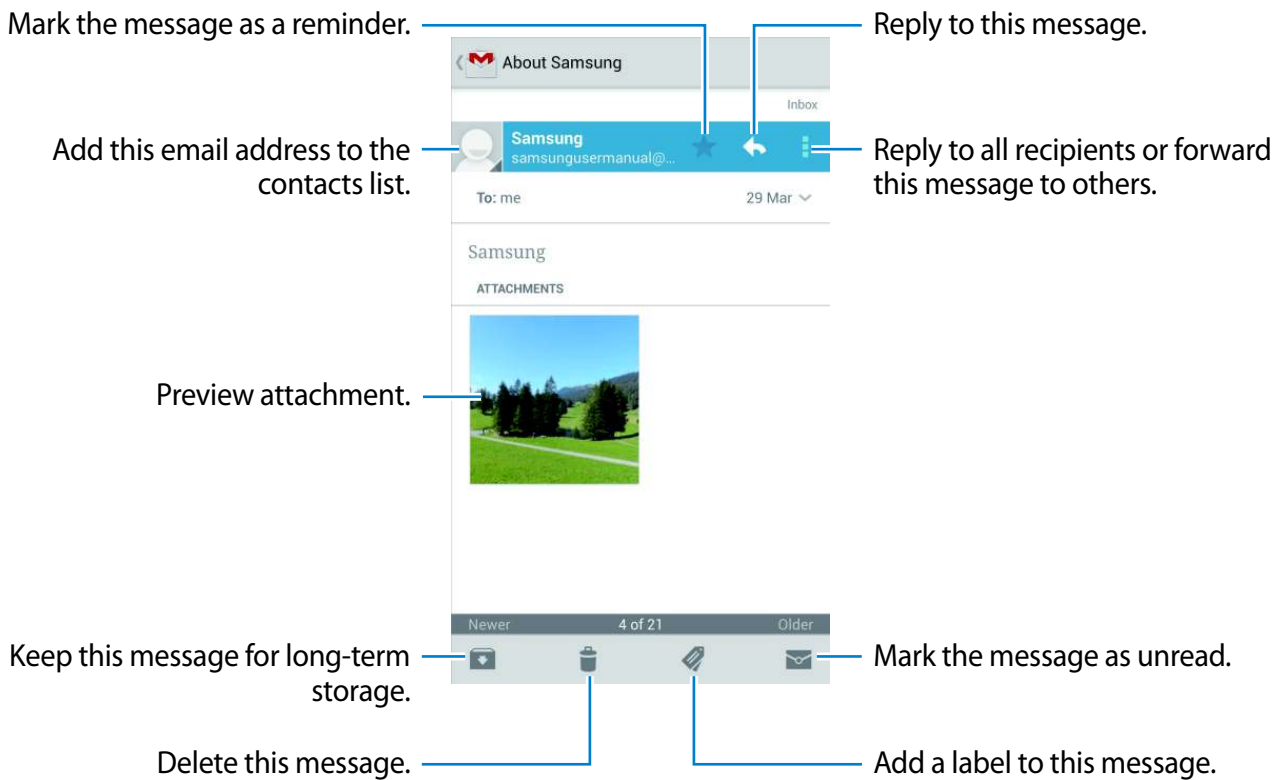 Mark the message as a reminder.
Reply to this message.
About Samsung
Inbox
Add this email address to the
contacts list.
Samsung
samsungusermanual@...
Reply to all recipients or forward
this message to others.
To: me
29 Mar
Samsung
ATTACHMENTS
Preview attachment.
Newer
4 of 21
Older
Keep this message for long-term
storage.
Mark the message as unread.
Delete this message.
Add a label to this message.